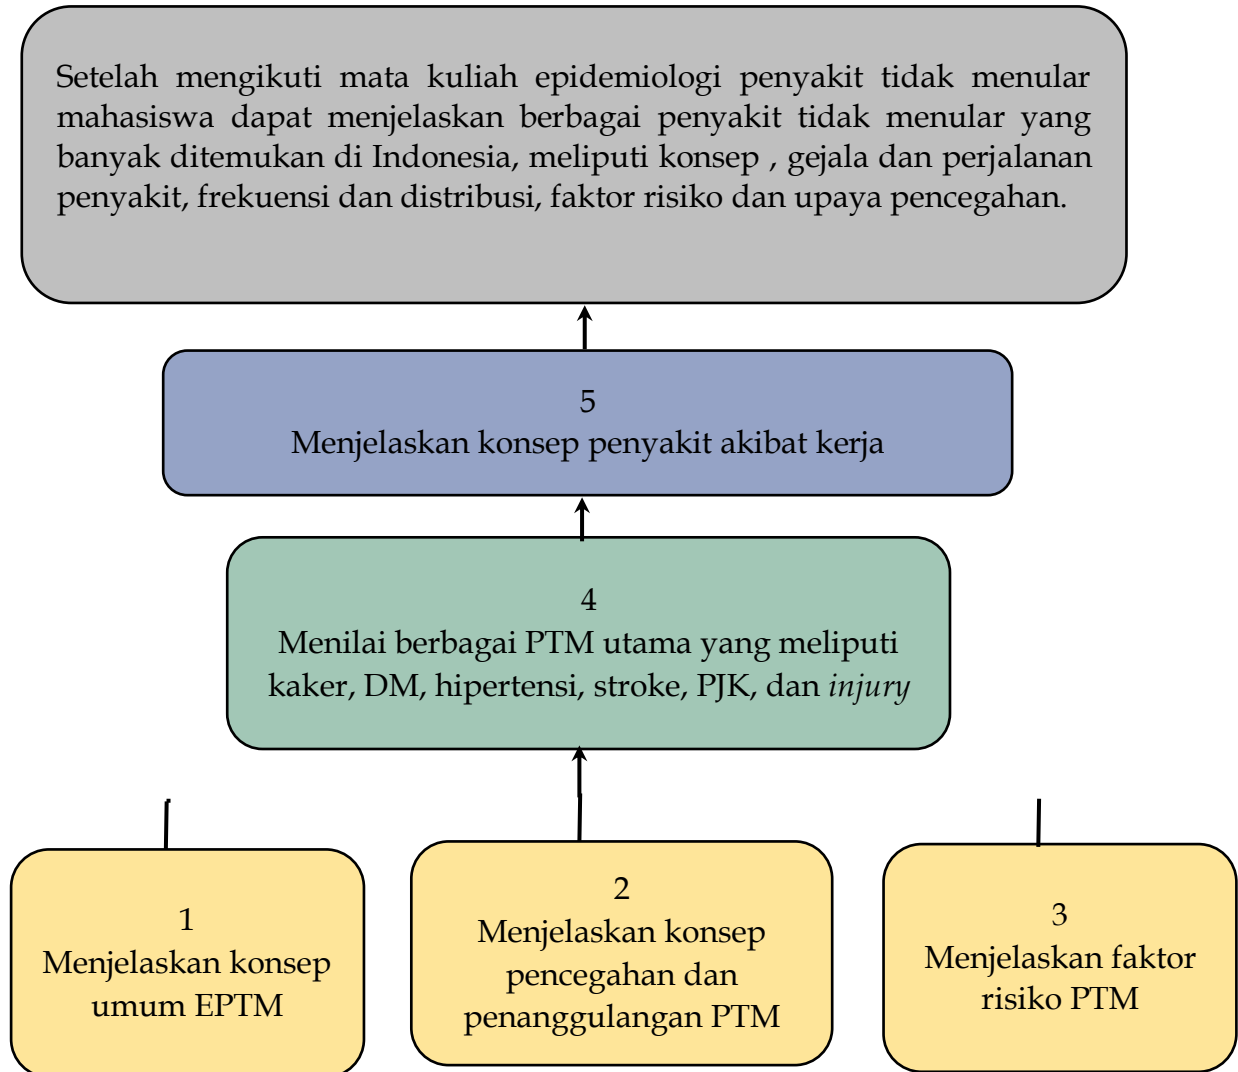 Setelah mengikuti mata kuliah epidemiologi penyakit tidak menular
mahasiswa dapat menjelaskan berbagai penyakit tidak menular yang
banyak ditemukan di Indonesia, meliputi konsep , gejala dan perjalanan
penyakit, frekuensi dan distribusi, faktor risiko dan upaya pencegahan.
5
Menjelaskan konsep penyakit akibat kerja
4
Menilai berbagai PTM utama yang meliputi
kaker, DM, hipertensi, stroke, PJK, dan injury
1
Menjelaskan konsep
umum EPTM
2
Menjelaskan konsep
pencegahan dan
penanggulangan PTM
3
Menjelaskan faktor
risiko PTM